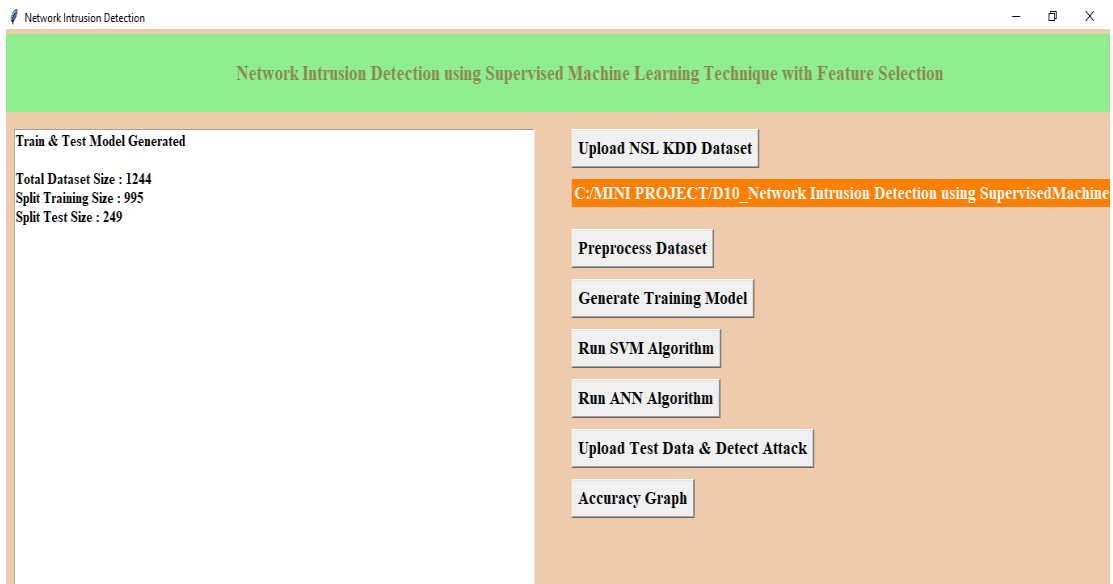 Network Intrusion Detection
Network Intrusion Detection using Supervised Machine Learning Technique with Feature Selection
Train & Test Model Generated
Total Dataset Size : 1244
Split Training Size : 995
Split Test Size : 249
Upload NSL KDD Dataset
C:/MINI PROJECT/D10_Network Intrusion Detection using SupervisedMachine
Preprocess Dataset
Generate Training Model
Run SVM Algorithm
Run ANN Algorithm
Upload Test Data & Detect Attack
Accuracy Graph